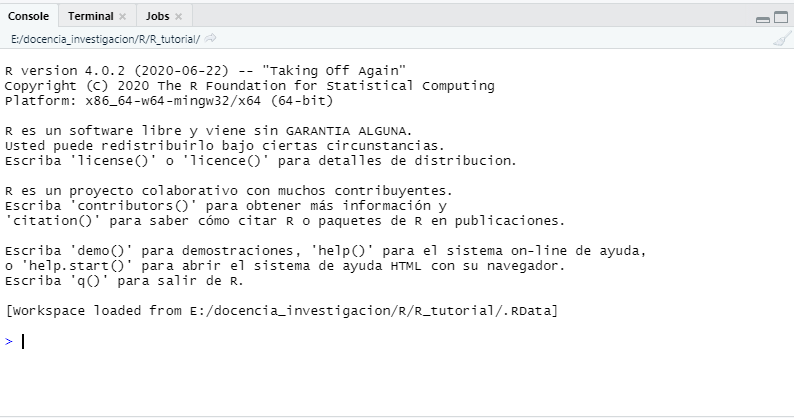 Console Terminal Jobs
E:/docencia_investigacion/R/R_tutorial/
R version 4.0.2 (2020-06-22) -- "Taking Off Again"
Copyright (C) 2020 The R Foundation for Statistical Computing
Platform: x86_64-w64-mingw32/x64 (64-bit)
R es un software libre y viene sin GARANTIA ALGUNA.
Usted puede redistribuirlo bajo ciertas circunstancias.
Escriba 'license()' o 'licence()' para detalles de distribucion.
R es un proyecto colaborativo con muchos contribuyentes.
Escriba 'contributors()' para obtener más información y
'citation()' para saber cómo citar R o paquetes de R en publicaciones.
Escriba 'demo()' para demostraciones, 'help()' para el sistema on-line de ayuda,
o 'help.start()' para abrir el sistema de ayuda HTML con su navegador.
Escriba 'q()' para salir de R.
[Workspace loaded from E:/docencia_investigacion/R/R_tutorial/.RData]
>